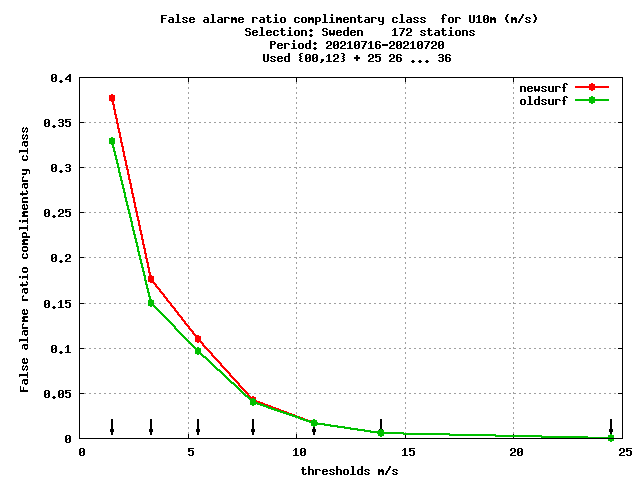 False alarme ratio complimentary class  for U10m (m/s)
Selection: Sweden    172 stations
Period: 20210716-20210720
Used {00,12} + 25 26 ... 36
newsurf
oldsurf
False alarme ratio complimentary class
0.4
0.35
0.3
0.25
0.2
0.15
0.1
0.05
0
0 5 10 15 20 25
thresholds m/s